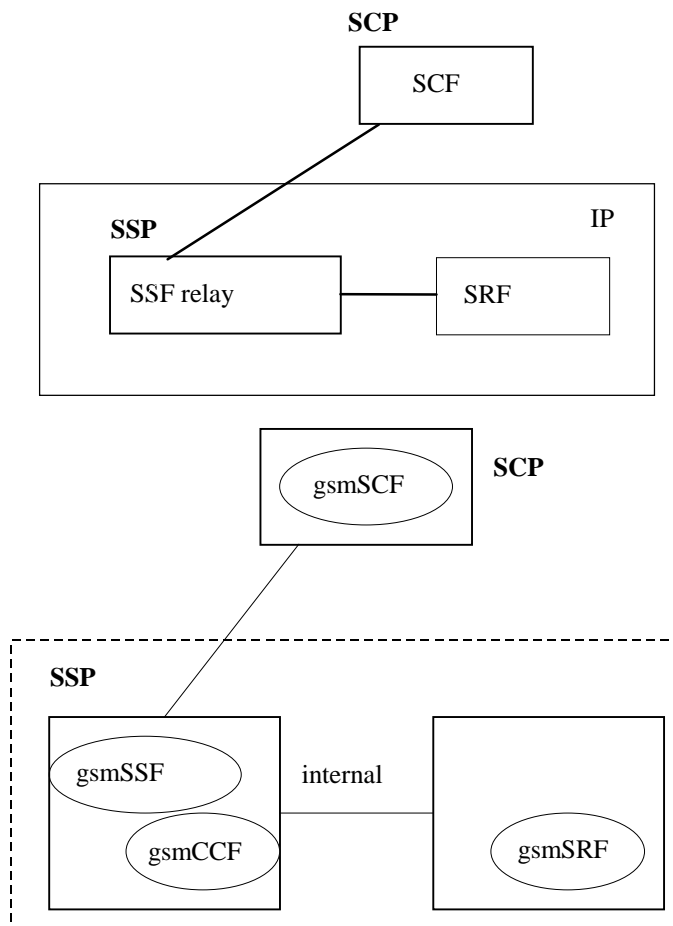 SCP
SCF
IP
SSP
SSF relay
SRF
gsmSCF
SCP
SSP
gsmSSF
internal
gsmCCF
gsmSRF